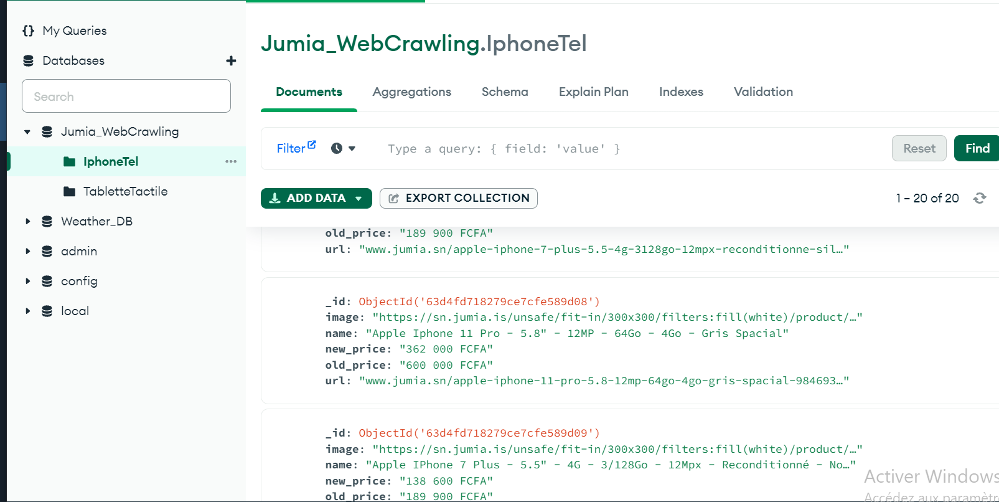 My Queries
Databases
Search
Jumia_WebCrawling
IphoneTel
TabletteTactile
Weather_DB
admin
config
local
Jumia_WebCrawling.IphoneTel
Documents Aggregations Schema Explain Plan Indexes Validation
Filter Type a query: { field: 'value' } Reset Find
ADD DATA EXPORT COLLECTION 1 – 20 of 20
old_price: "189 900 FCFA"
url: "www.jumia.sn/apple-iphone-7-plus-5.5-4g-3128go-12mpx-reconditionne-sil…"
_id: ObjectId('63d4fd718279ce7cfe589d08')
image: "https://sn.jumia.is/unsafe/fit-in/300x300/filters:fill(white)/product/…"
name: "Apple Iphone 11 Pro - 5.8" - 12MP - 64Go - 4Go - Gris Spacial"
new_price: "362 000 FCFA"
old_price: "600 000 FCFA"
url: "www.jumia.sn/apple-iphone-11-pro-5.8-12mp-64go-4go-gris-spacial-984693…"
_id: ObjectId('63d4fd718279ce7cfe589d09')
image: "https://sn.jumia.is/unsafe/fit-in/300x300/filters:fill(white)/product/…"
name: "Apple IPhone 7 Plus - 5.5" - 4G - 3/128Go - 12Mpx - Reconditionné - No…"
new_price: "138 600 FCFA"
old_price: "189 900 FCFA"
Activer Windows
Accédez aux paramètr